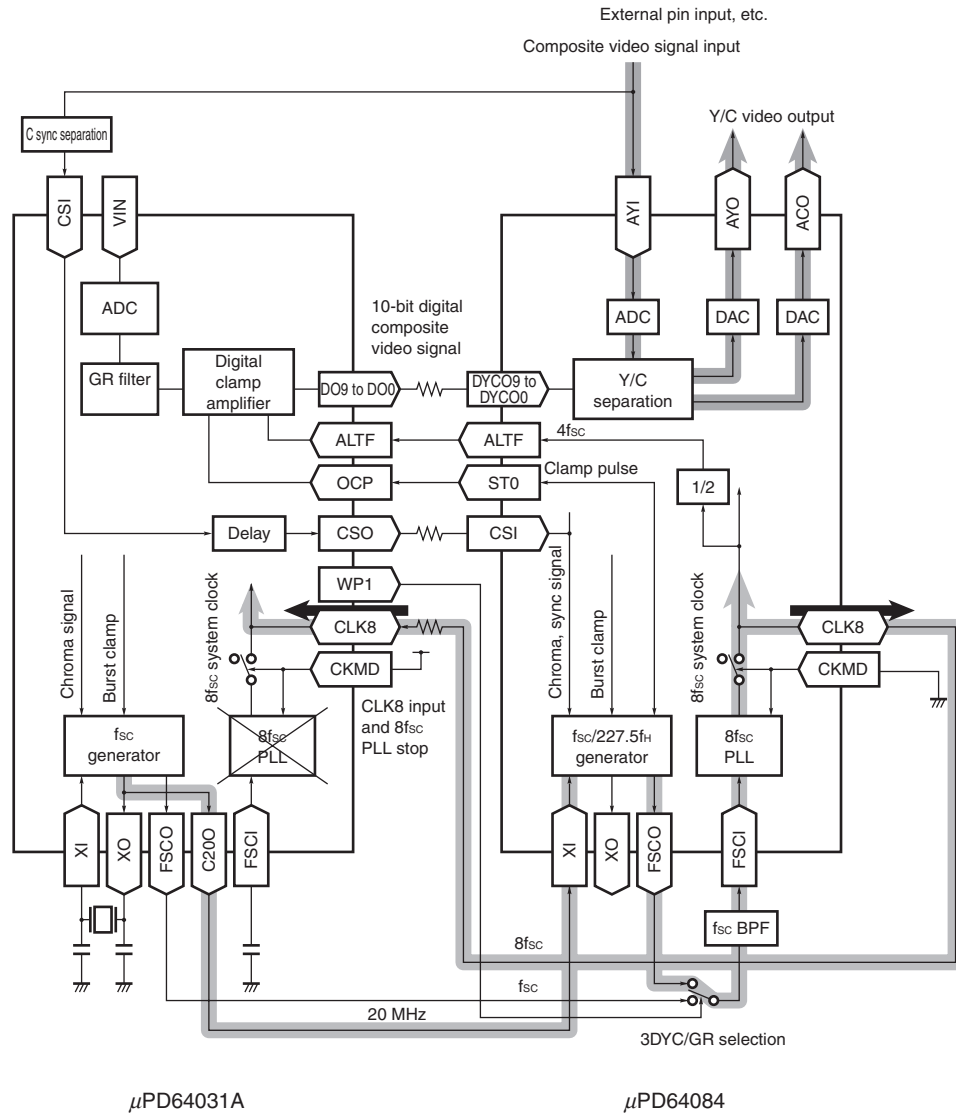 External pin input, etc.
Composite video signal input
Y/C video output
C sync separation
CSI
VIN
AYI
AYO
ACO
ADC
GR filter
Digital
clamp
amplifier
10-bit digital
composite
video signal
DO9 to DO0
DYCO9 to
DYCO0
ADC
DAC
DAC
Y/C
separation
ALTF
ALTF
4fSC
OCP
ST0
Clamp pulse
1/2
Delay
CSO
CSI
WP1
Chroma signal
Burst clamp
8fSC system clock
CLK8
CKMD
CLK8 input
and 8fSC
PLL stop
Chroma, sync signal
Burst clamp
8fSC system clock
CLK8
CKMD
fSC
generator
8fSC
PLL
fSC/227.5fH
generator
8fSC
PLL
XI
XO
FSCO
C20O
FSCI
XI
XO
FSCO
FSCI
fSC BPF
8fSC
fSC
20 MHz
3DYC/GR selection
μPD64031A
μPD64084